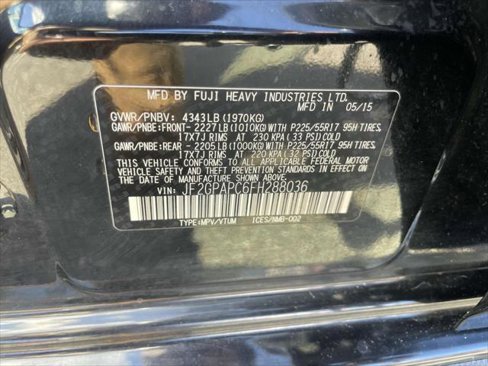 MFD BY FUJI HEAVY INDUSTRIES LTD.
MFD IN 05/15
GVWR/PNBV: 4343LB (1970KG)
GAWR/PNBE:FRONT- 2227LB (1010KG) WITH P225/55R17 95H TIRES,
17X7J RIMS, AT 230 KPA (33 PSI) COLD
GAWR/PNBE:REAR - 2205LB (1000KG) WITH P225/55R17 95H TIRES,
17X7J RIMS, AT 220 KPA (32 PSI) COLD
THIS VEHICLE CONFORMS TO ALL APPLICABLE FEDERAL MOTOR
VEHICLE SAFETY AND THEFT PREVENTION STANDARDS IN EFFECT
ON THE DATE OF MANUFACTURE SHOWN ABOVE.
VIN: JF2GPAPC6FH288036
TYPE:MPV/VTUM ICES/NMB-002